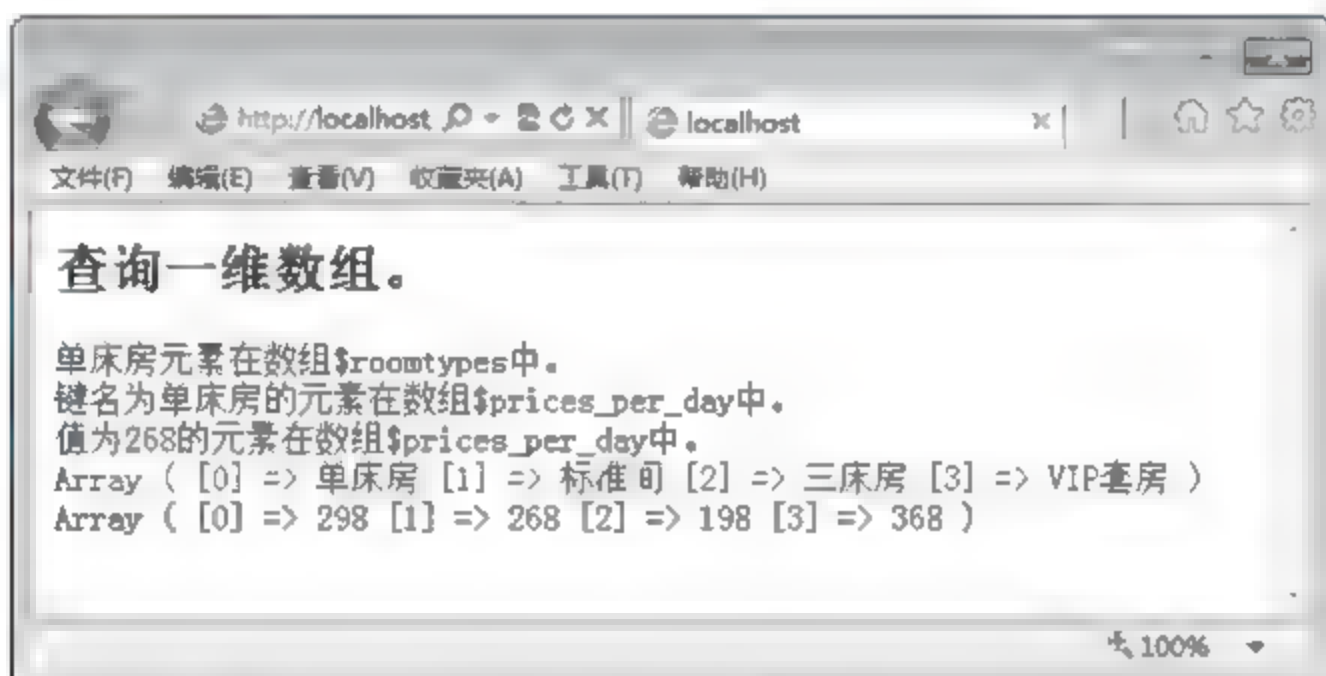 http://localhost
localhost
文件(F) 编辑(E) 查看(V) 收藏夹(A) 工具(T) 帮助(H)
查询一维数组。
单床房元素在数组$roomtypes中。
键名为单床房的元素在数组$prices_per_day中。
值为268的元素在数组$prices_per_day中。
Array ( [0] => 单床房 [1] => 标准间 [2] => 三床房 [3] => VIP套房 )
Array ( [0] => 298 [1] => 268 [2] => 198 [3] => 368 )
100%